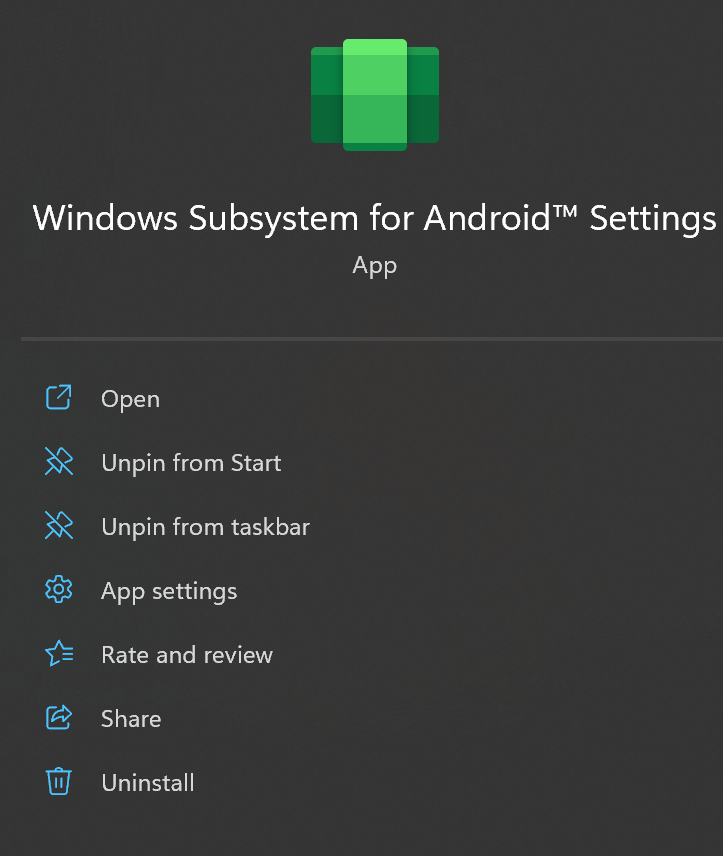 Windows Subsystem for Android™ Settings
App
Open
Unpin from Start
Unpin from taskbar
App settings
Rate and review
Share
Uninstall